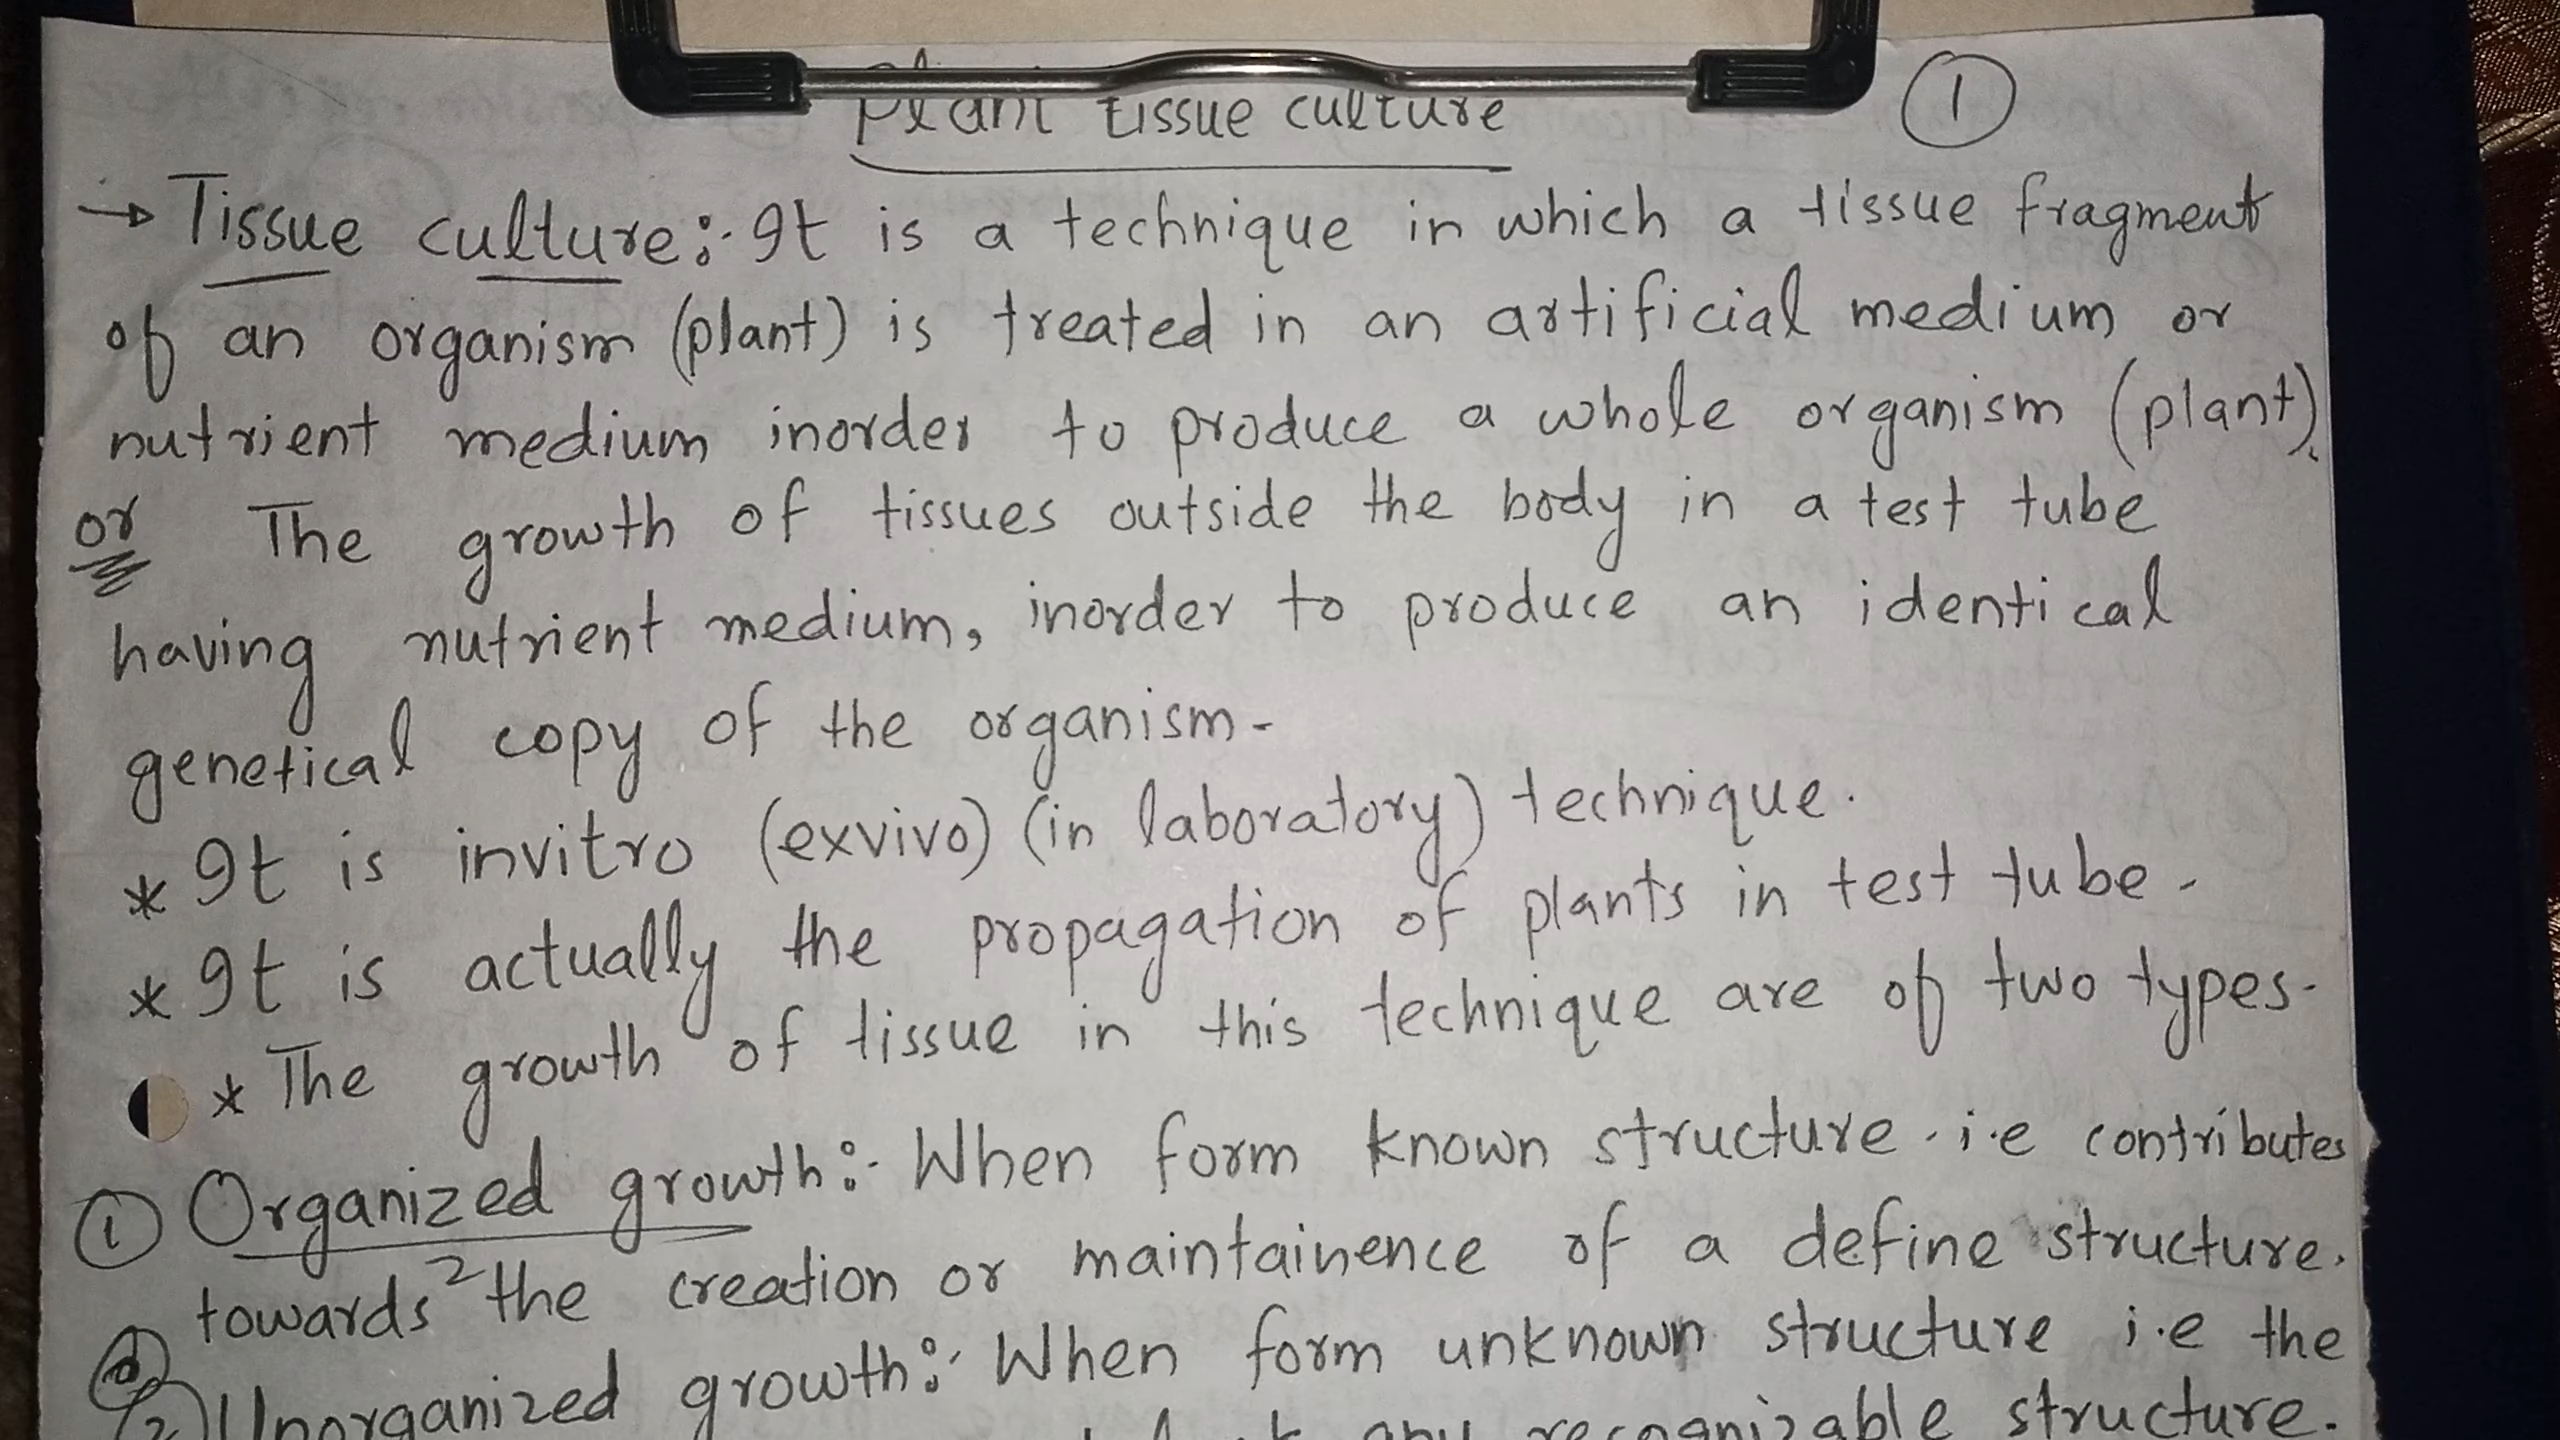 Plant tissue culture
1
→ Tissue culture:- It is a technique in which a tissue fragment
of an organism (plant) is treated in an artificial medium or
nutrient medium inorder to produce a whole organism (plant).
or The growth of tissues outside the body in a test tube
having nutrient medium, inorder to produce an identical
genetical copy of the organism.
* It is invitro (exvivo) (in laboratory) technique.
* It is actually the propagation of plants in test tube.
* The growth of tissue in this technique are of two types.
① Organized growth:- When form known structure. i.e contributes
towards the creation or maintainence of a define structure.
② Unorganized growth:- When form unknown structure i.e the
any recognizable structure.